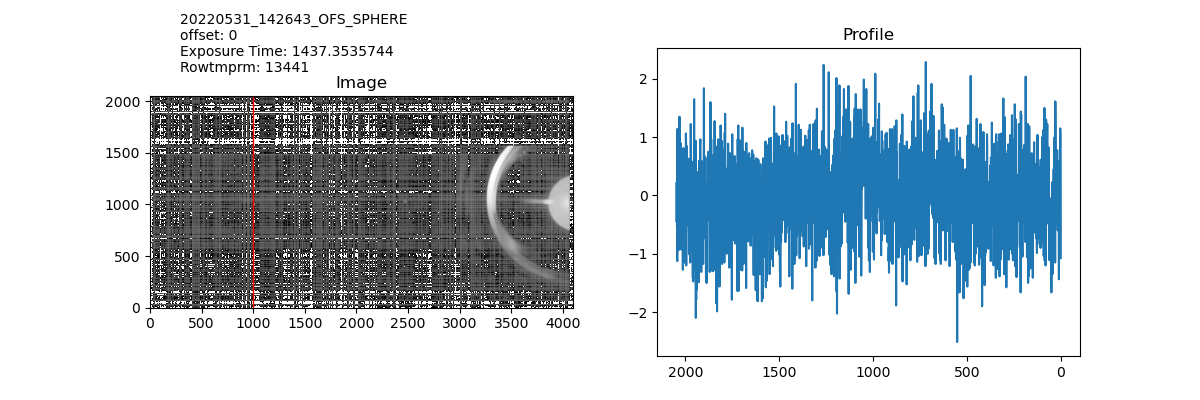 20220531_142643_OFS_SPHERE
offset: 0
Exposure Time: 1437.3535744
Rowtmprm: 13441
Image
2000
1500
1000
500
0
0 500 1000 1500 2000 2500 3000 3500 4000
Profile
2
1
0
−1
−2
2000 1500 1000 500 0